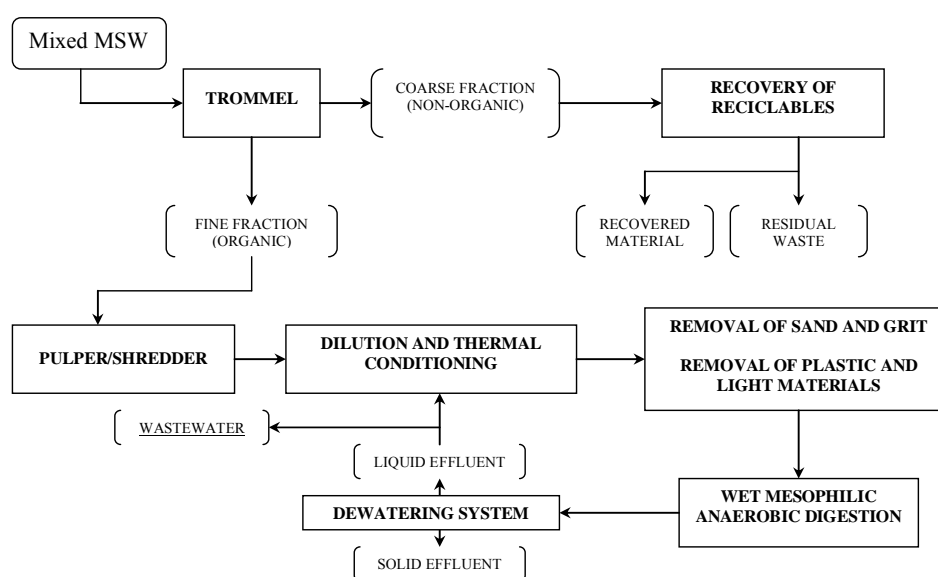 Mixed MSW
TROMMEL
COARSE FRACTION
(NON-ORGANIC)
RECOVERY OF
RECICLABLES
FINE FRACTION
(ORGANIC)
RECOVERED
MATERIAL
RESIDUAL
WASTE
PULPER/SHREDDER
DILUTION AND THERMAL
CONDITIONING
REMOVAL OF SAND AND GRIT
REMOVAL OF PLASTIC AND
LIGHT MATERIALS
WASTEWATER
LIQUID EFFLUENT
DEWATERING SYSTEM
WET MESOPHILIC
ANAEROBIC DIGESTION
SOLID EFFLUENT